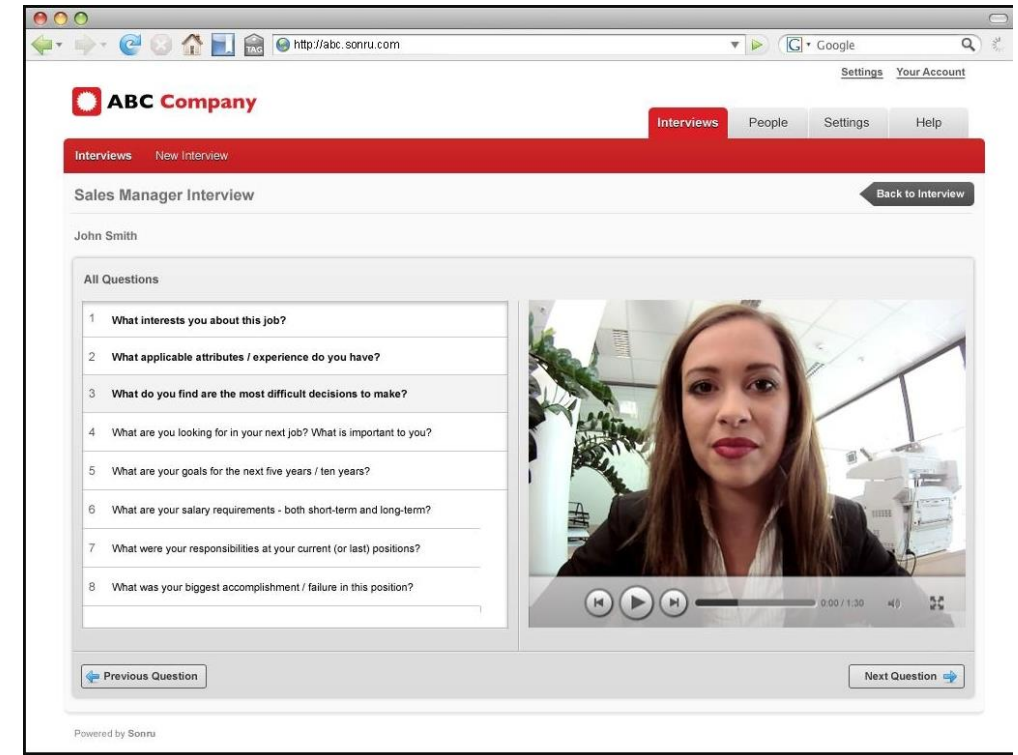 http://abc.sonru.com
Google
Settings Your Account
ABC Company
Interviews People Settings Help
Interviews New Interview
Sales Manager Interview
Back to Interview
John Smith
All Questions
1 What interests you about this job?
2 What applicable attributes / experience do you have?
3 What do you find are the most difficult decisions to make?
4 What are you looking for in your next job? What is important to you?
5 What are your goals for the next five years / ten years?
6 What are your salary requirements - both short-term and long-term?
7 What were your responsibilities at your current (or last) positions?
8 What was your biggest accomplishment / failure in this position?
0:00 / 1:30
Previous Question
Next Question
Powered by Sonru
TAG
G